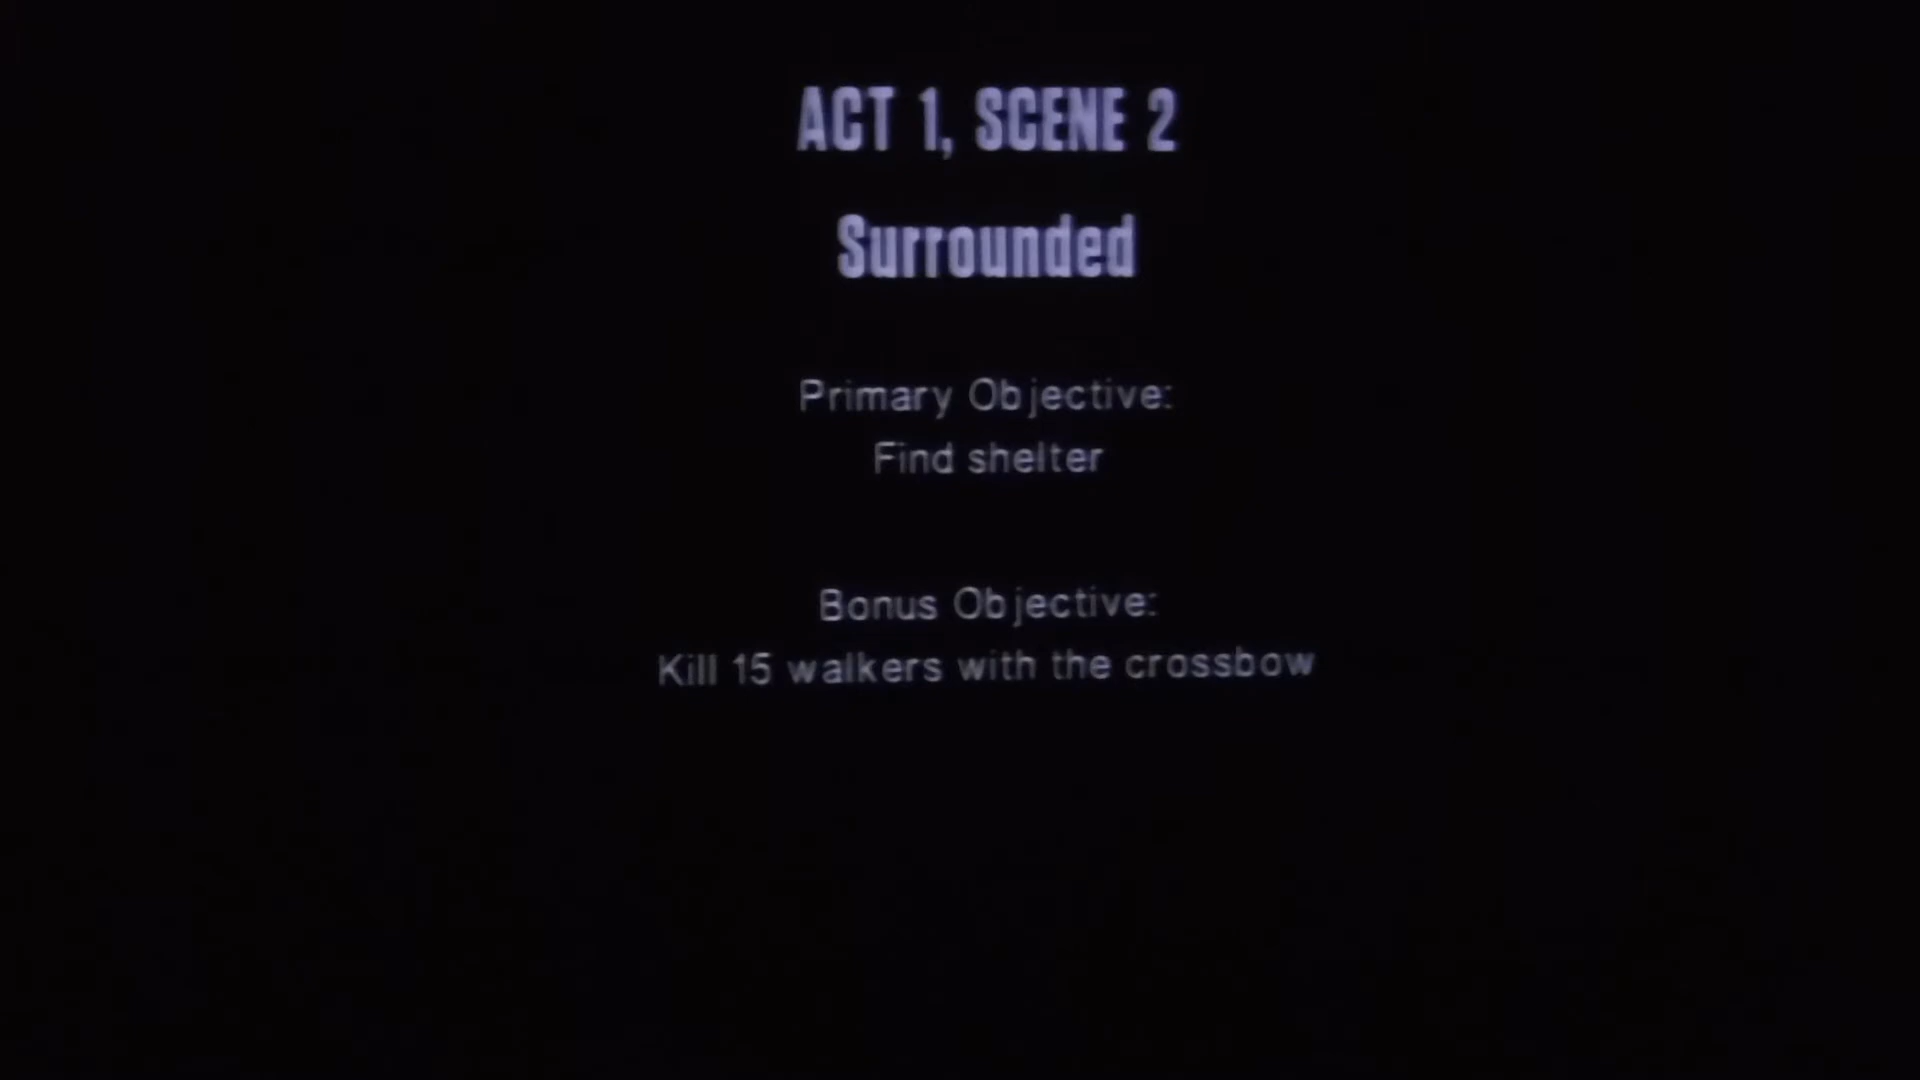 ACT 1, SCENE 2
Surrounded
Primary Objective:
Find shelter
Bonus Objective:
Kill 15 walkers with the crossbow